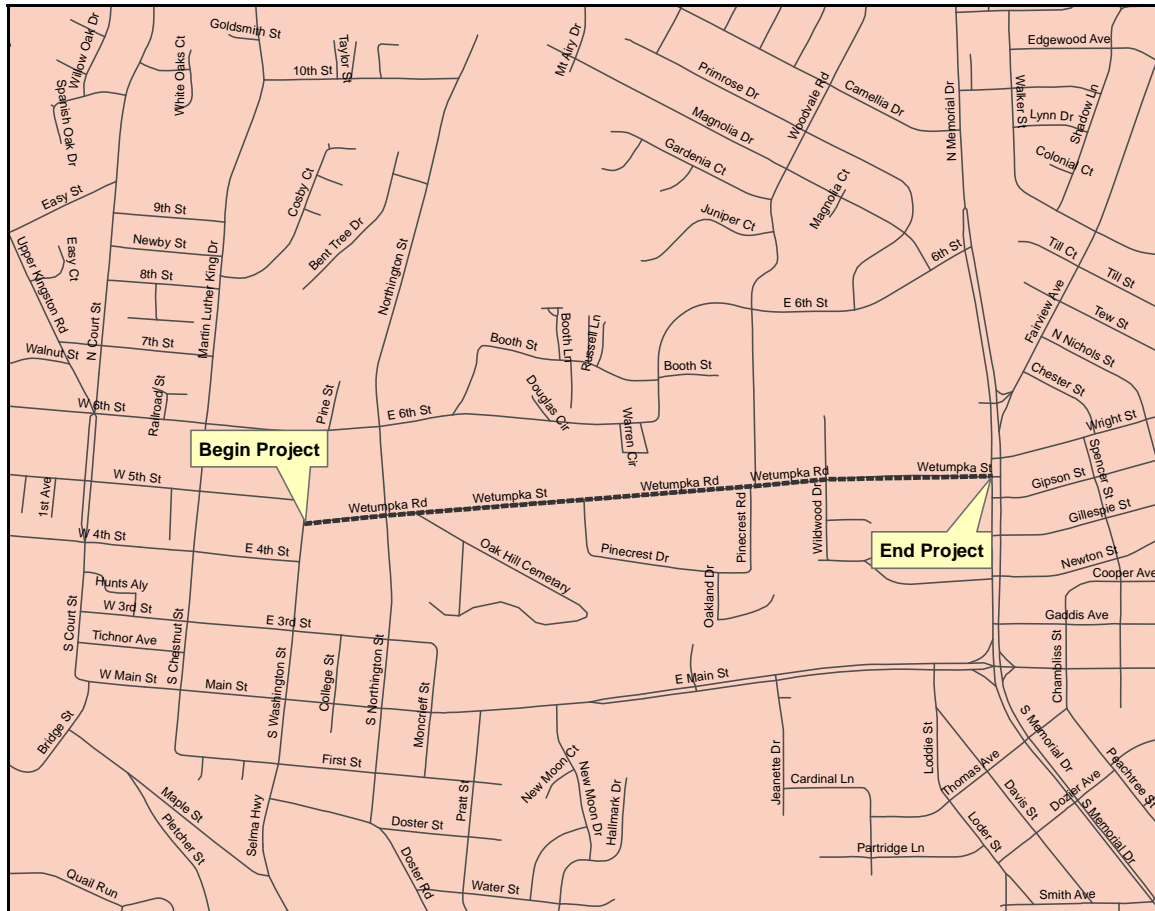 Goldsmith St
Willow Oak Dr
White Oaks Ct
Taylor St
10th St
Spanish Oak Dr
Mt Airy Dr
Primrose Dr
Woodvale Rd
Camellia Dr
N Memorial Dr
Edgewood Ave
Walker St
Lynn Dr
Shadow Ln
Colonial Ct
Magnolia Dr
Gardenia Ct
Magnolia Ct
Juniper Ct
Easy St
Cosby Ct
9th St
Bent Tree Dr
Newby St
Easy Ct
Upper Kingston Rd
8th St
Martin Luther King Dr
Northington St
6th St
Till Ct
Till St
E 6th St
Fairview Ave
Tew St
N Court St
7th St
Walnut St
Booth St
Booth Ln
Russell Ln
Booth St
N Nichols St
Chester St
W 6th St
Railroad St
Pine St
E 6th St
Douglas Cir
Warren Cir
Wright St
Begin Project
Spencer St
Gipson St
1st Ave
W 5th St
Wetumpka Rd
Wetumpka St
Wetumpka Rd
Wetumpka Rd
Wetumpka St
Gillespie St
W 4th St
E 4th St
Oak Hill Cemetary
Pinecrest Dr
Pinecrest Rd
Wildwood Dr
End Project
Newton St
Cooper Ave
Hunts Aly
W 3rd St
E 3rd St
Oakland Dr
Gaddis Ave
S Court St
Tichnor Ave
S Chestnut St
W Main St
Main St
S Washington St
College St
S Northington St
Moncrieff St
E Main St
Chambliss St
Bridge St
First St
New Moon Ct
New Moon Dr
Hallmark Dr
Jeanette Dr
Cardinal Ln
Loddie St
Thomas Ave
S Memorial Dr
Peachtree St
Davis St
Dozier Ave
Maple St
Pletcher St
Selma Hwy
Pratt St
Doster St
Doster Rd
Loder St
S Memorial Dr
Partridge Ln
Quail Run
Water St
Smith Ave